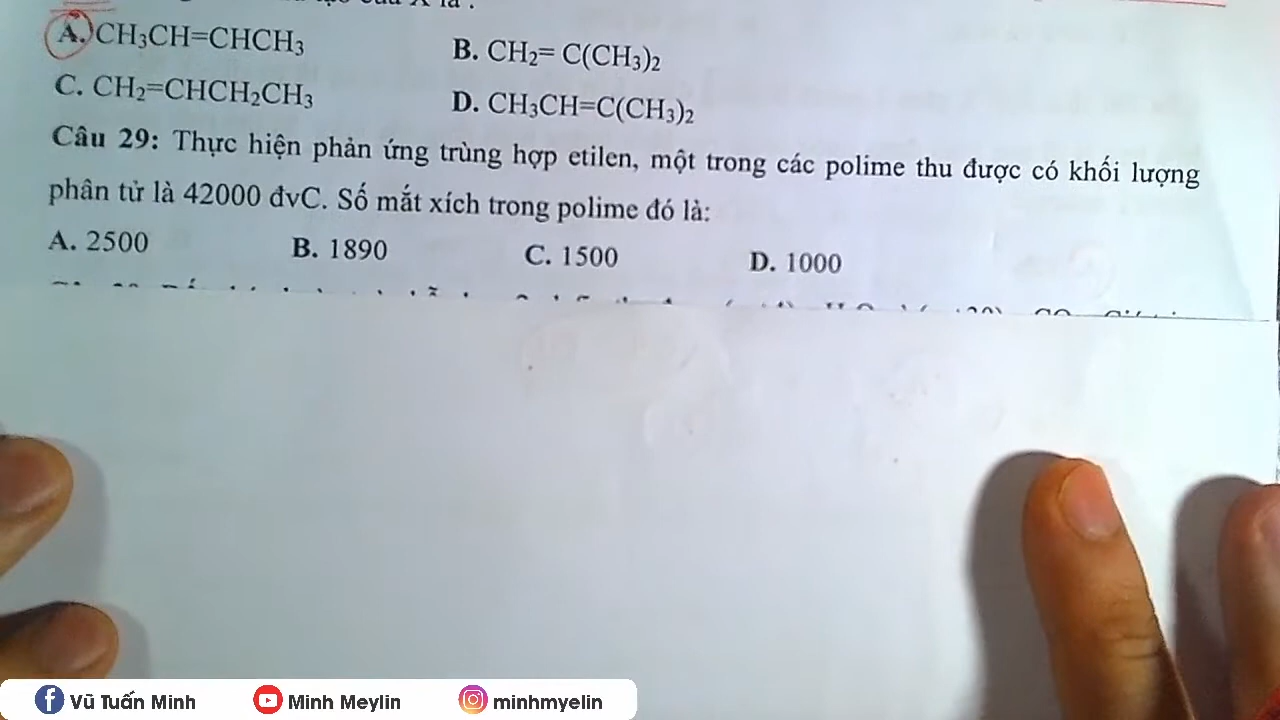 A. CH₃CH=CHCH₃ B. CH₂= C(CH₃)₂
C. CH₂=CHCH₂CH₃ D. CH₃CH=C(CH₃)₂
Câu 29: Thực hiện phản ứng trùng hợp etilen, một trong các polime thu được có khối lượng
phân tử là 42000 đvC. Số mắt xích trong polime đó là:
A. 2500 B. 1890 C. 1500 D. 1000
Vũ Tuấn Minh Minh Meylin minhmyelin